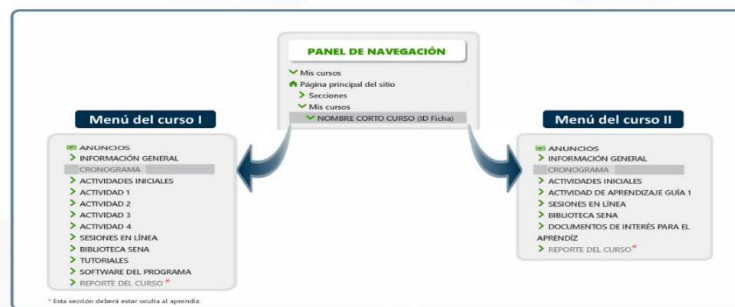 PANEL DE NAVEGACIÓN
Mis cursos
Página principal del sitio
Secciones
Mis cursos
NOMBRE CORTO CURSO (ID Ficha)
Menú del curso I
ANUNCIOS
INFORMACIÓN GENERAL
CRONOGRAMA
ACTIVIDADES INICIALES
ACTIVIDAD 1
ACTIVIDAD 2
ACTIVIDAD 3
ACTIVIDAD 4
SESIONES EN LÍNEA
BIBLIOTECA SENA
TUTORIALES
SOFTWARE DEL PROGRAMA
REPORTE DEL CURSO *
* Esta sección deberá estar oculta al aprendiz
Menú del curso II
ANUNCIOS
INFORMACIÓN GENERAL
CRONOGRAMA
ACTIVIDADES INICIALES
ACTIVIDAD DE APRENDIZAJE GUÍA 1
SESIONES EN LÍNEA
BIBLIOTECA SENA
DOCUMENTOS DE INTERÉS PARA EL
APRENDÍZ
REPORTE DEL CURSO*